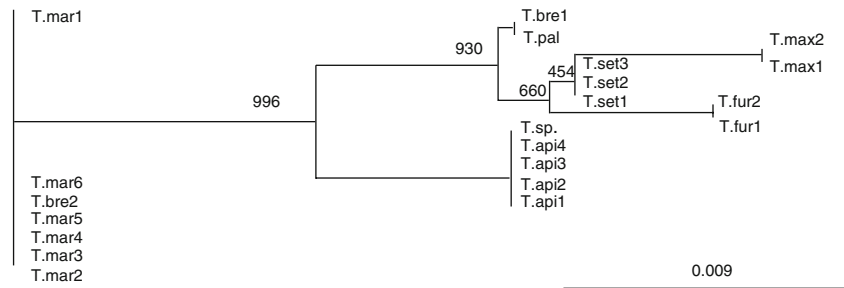 T.mar1
T.bre1
930
T.pal
T.max2
T.set3
T.max1
454
T.set2
660
T.set1
996
T.fur2
T.sp.
T.fur1
T.api4
T.api3
T.mar6
T.api2
T.bre2
T.api1
T.mar5
T.mar4
T.mar3
0.009
T.mar2